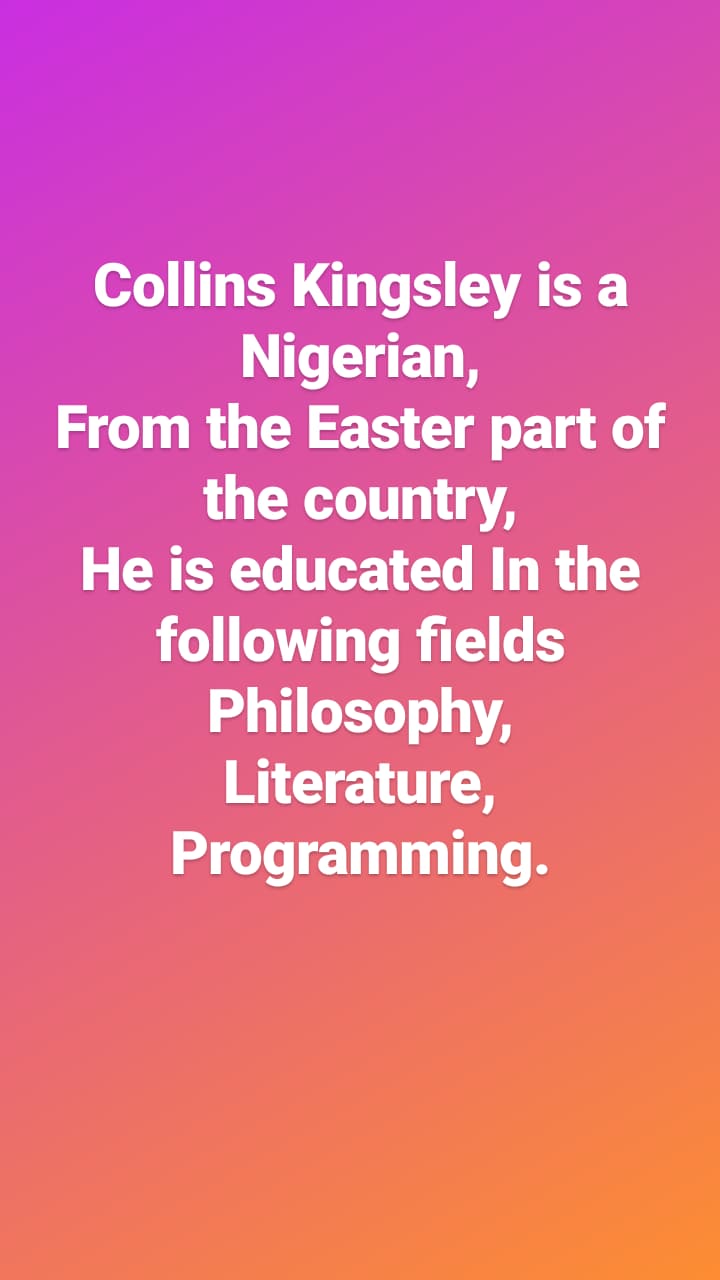 Collins Kingsley is a
Nigerian,
From the Easter part of
the country,
He is educated In the
following fields
Philosophy,
Literature,
Programming.